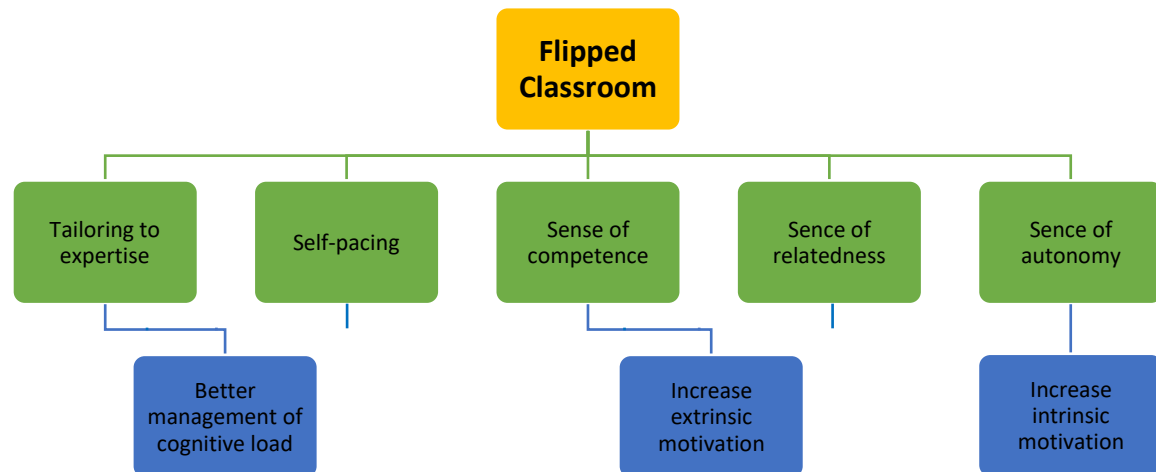 Flipped
Classroom
Tailoring to
expertise
Self-pacing
Sense of
competence
Sence of
relatedness
Sence of
autonomy
Better
management of
cognitive load
Increase
extrinsic
motivation
Increase
intrinsic
motivation